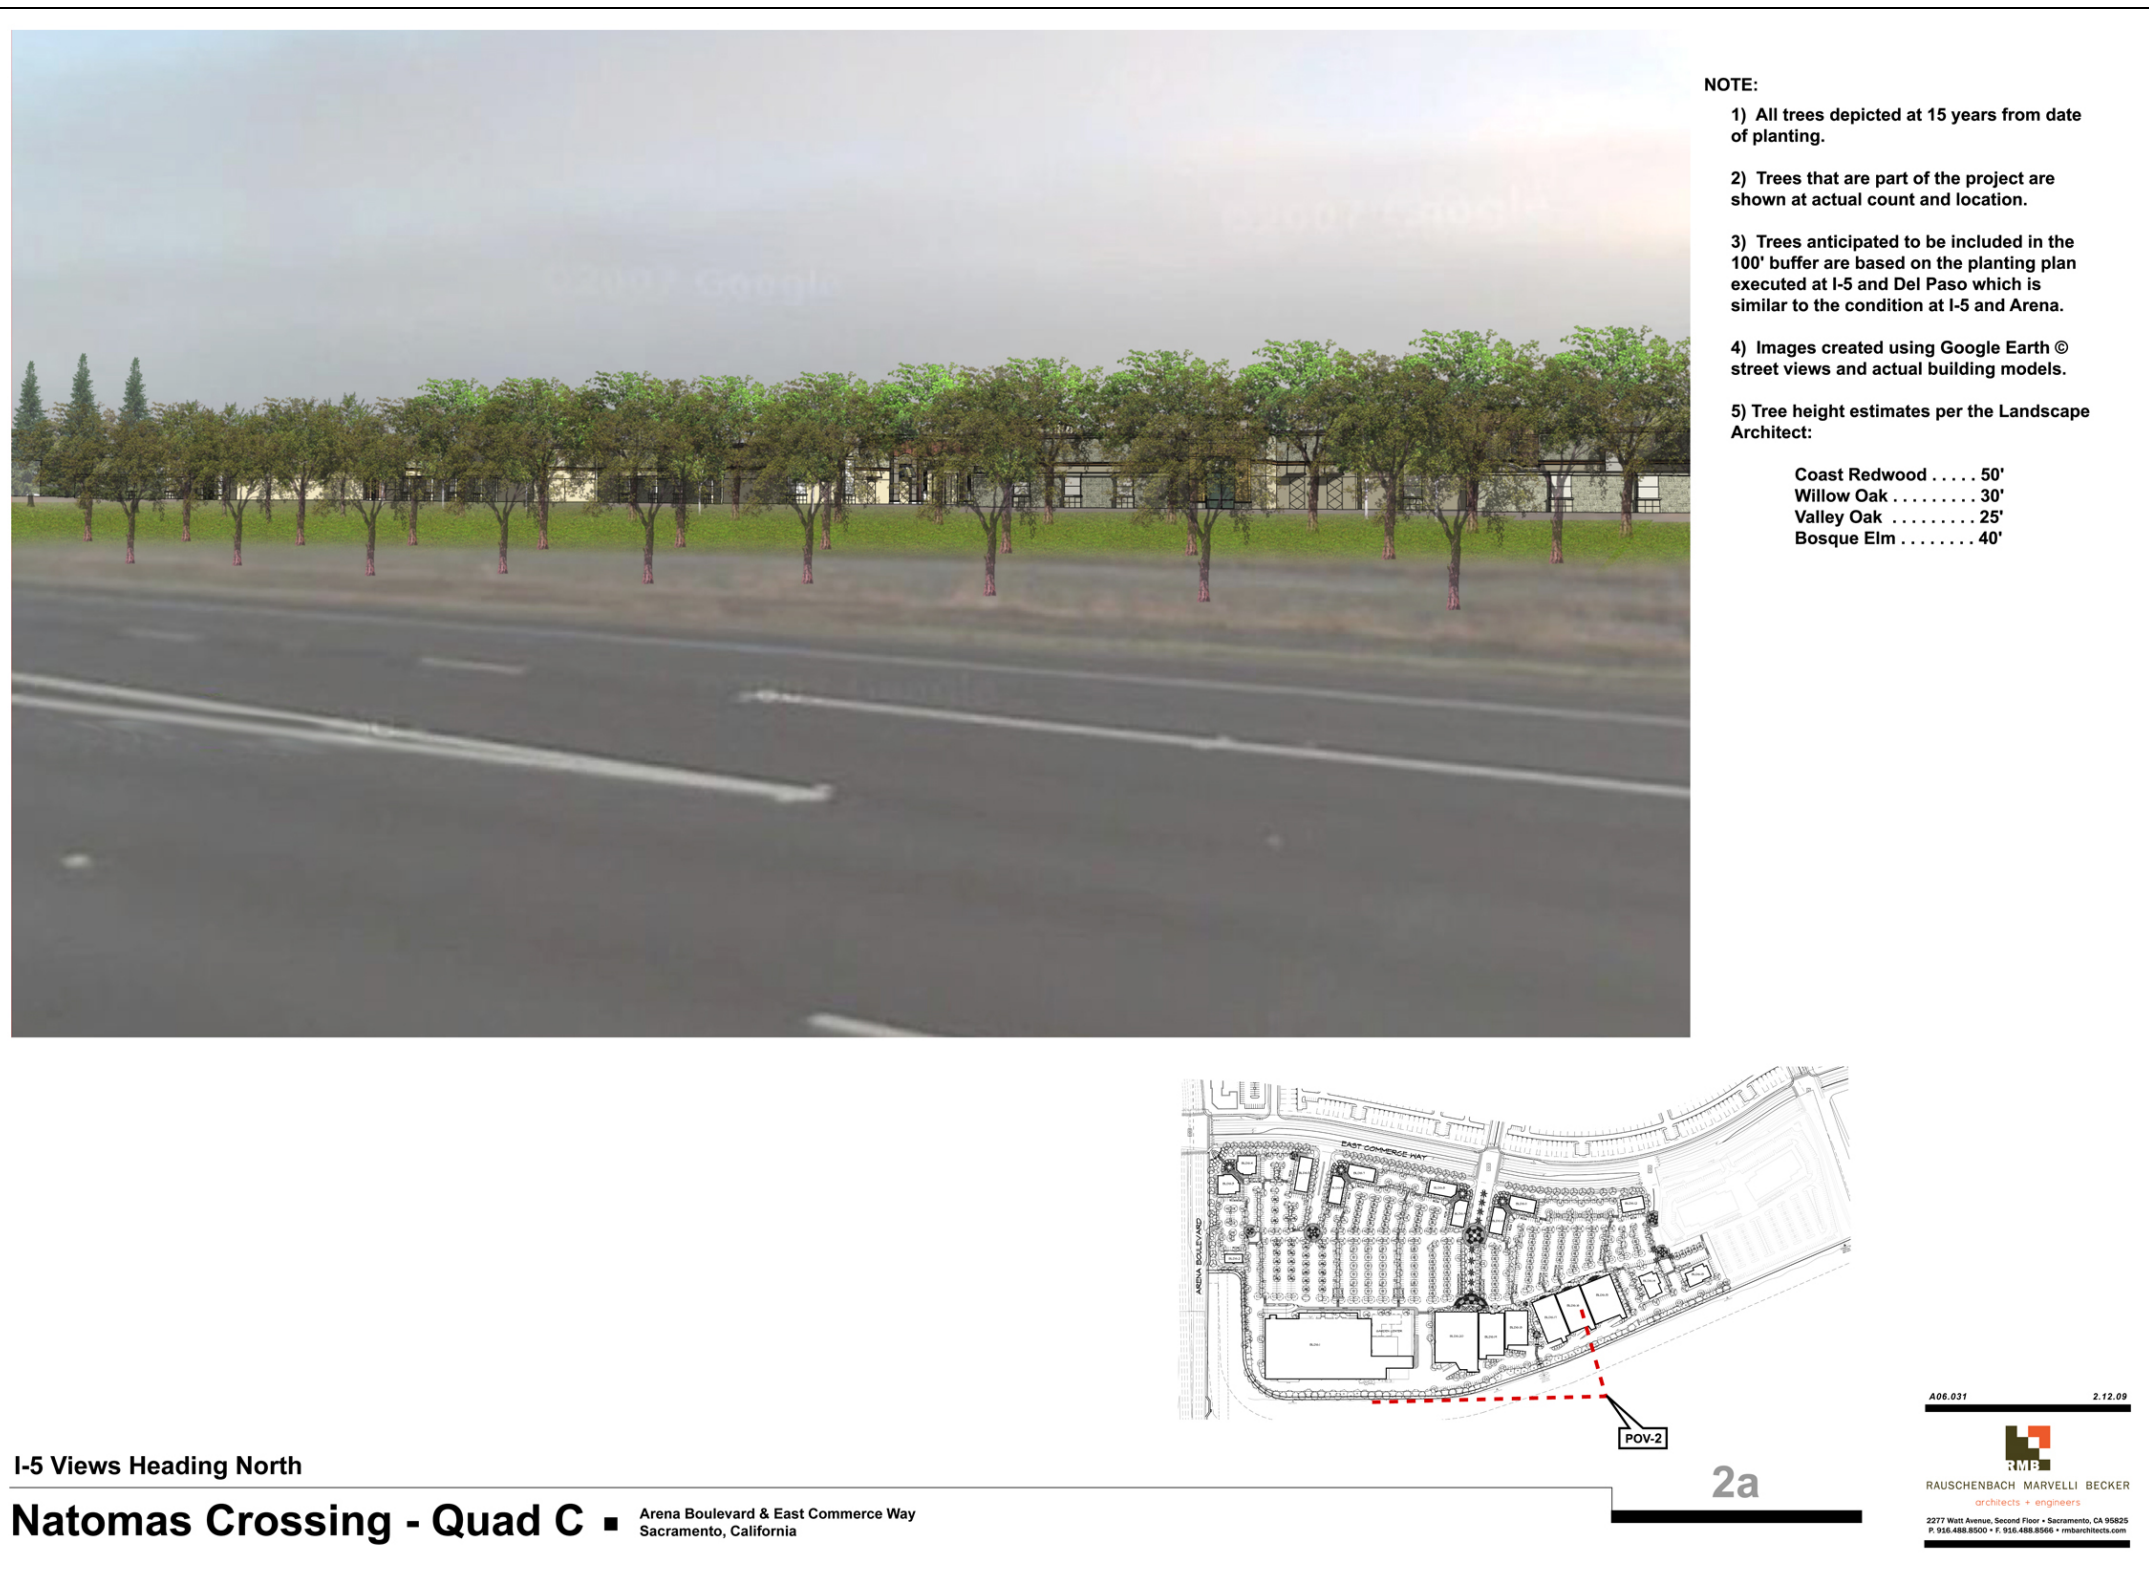 ©2007 Google
©2007 Google
NOTE:
1) All trees depicted at 15 years from date
of planting.
2) Trees that are part of the project are
shown at actual count and location.
3) Trees anticipated to be included in the
100' buffer are based on the planting plan
executed at I-5 and Del Paso which is
similar to the condition at I-5 and Arena.
4) Images created using Google Earth ©
street views and actual building models.
5) Tree height estimates per the Landscape
Architect:
Coast Redwood . . . . . 50'
Willow Oak . . . . . . . . . 30'
Valley Oak . . . . . . . . . 25'
Bosque Elm . . . . . . . . 40'
EAST COMMERCE WAY
ARENA BOULEVARD
POV-2
I-5 Views Heading North
Natomas Crossing - Quad C ■ Arena Boulevard & East Commerce Way
Sacramento, California
2a
A06.031 2.12.09
RMB
RAUSCHENBACH MARVELLI BECKER
architects + engineers
2277 Watt Avenue, Second Floor • Sacramento, CA 95825
P. 916.488.8500 • F. 916.488.8566 • rmbarchitects.com